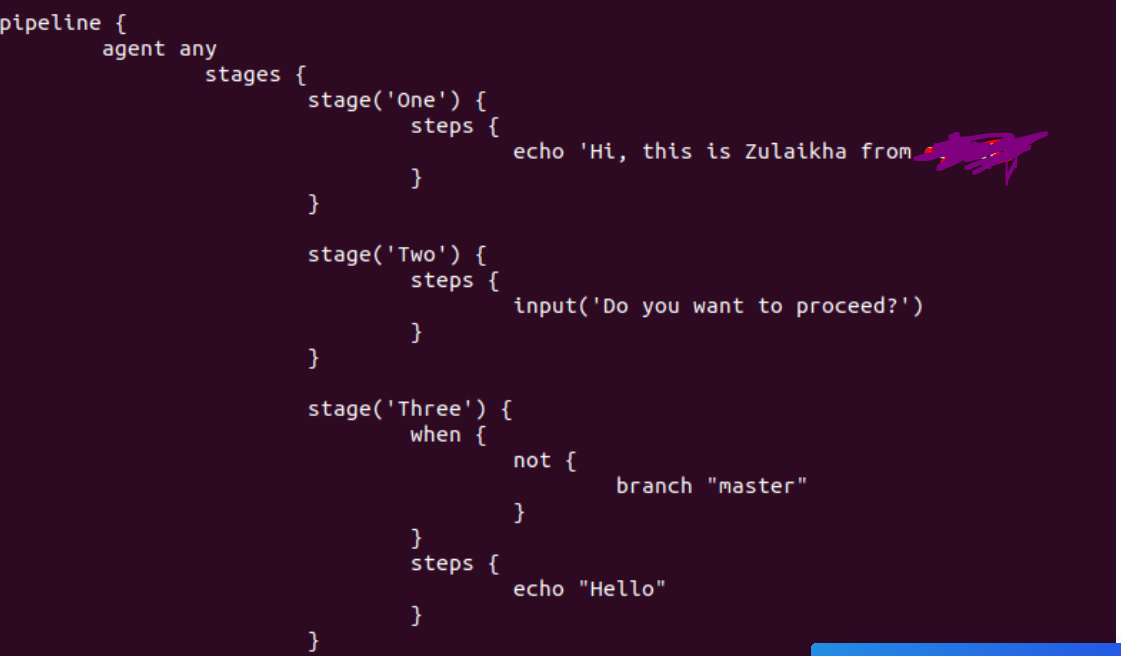 pipeline {
agent any
stages {
stage('One') {
steps {
echo 'Hi, this is Zulaikha from
}
}
stage('Two') {
steps {
input('Do you want to proceed?')
}
}
stage('Three') {
when {
not {
branch "master"
}
}
steps {
echo "Hello"
}
}